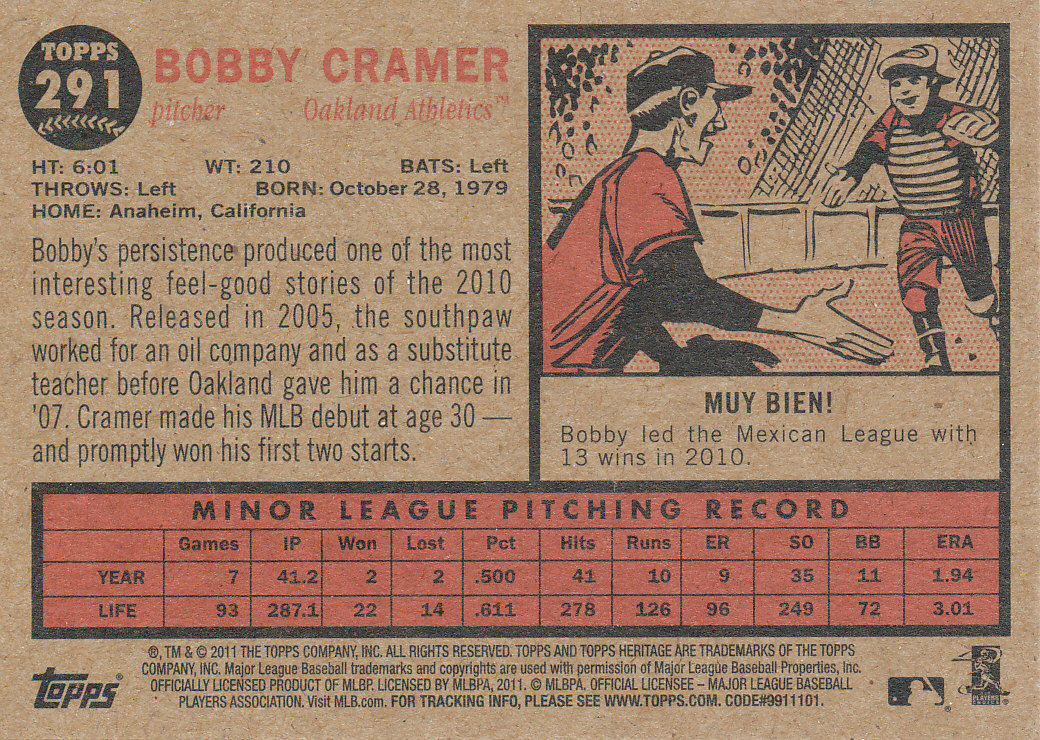 TOPPS
291
BOBBY CRAMER
pitcher Oakland Athletics™
HT: 6:01 WT: 210 BATS: Left
THROWS: Left BORN: October 28, 1979
HOME: Anaheim, California
Bobby's persistence produced one of the most
interesting feel-good stories of the 2010
season. Released in 2005, the southpaw
worked for an oil company and as a substitute
teacher before Oakland gave him a chance in
'07. Cramer made his MLB debut at age 30 —
and promptly won his first two starts.
MUY BIEN!
Bobby led the Mexican League with
13 wins in 2010.
MINOR LEAGUE PITCHING RECORD
Games IP Won Lost Pct Hits Runs ER SO BB ERA
YEAR 7 41.2 2 2 .500 41 10 9 35 11 1.94
LIFE 93 287.1 22 14 .611 278 126 96 249 72 3.01
®, TM & © 2011 THE TOPPS COMPANY, INC. ALL RIGHTS RESERVED. TOPPS AND TOPPS HERITAGE ARE TRADEMARKS OF THE TOPPS
COMPANY, INC. Major League Baseball trademarks and copyrights are used with permission of Major League Baseball Properties, Inc.
OFFICIALLY LICENSED PRODUCT OF MLBP. LICENSED BY MLBPA, 2011. © MLBPA. OFFICIAL LICENSEE – MAJOR LEAGUE BASEBALL
PLAYERS ASSOCIATION. Visit MLB.com. FOR TRACKING INFO, PLEASE SEE WWW.TOPPS.COM. CODE#9911101.
topps®
PLAYERS
CHOICE